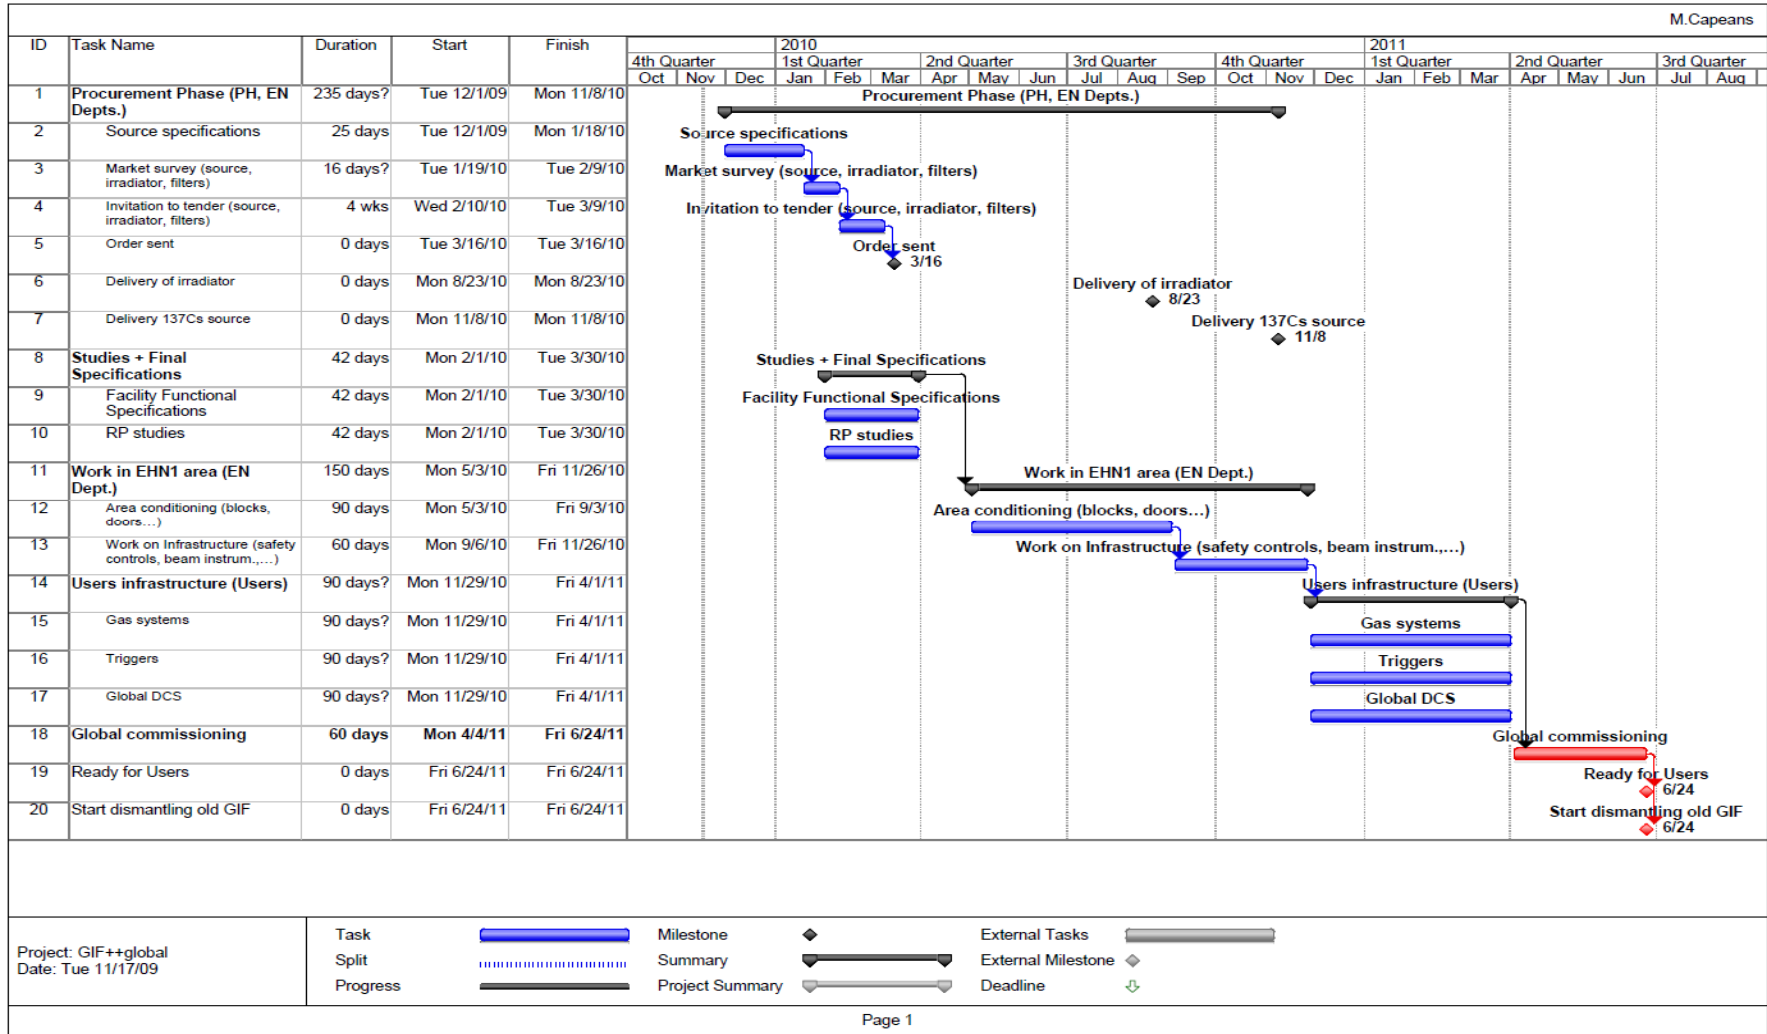 M.Capeans
ID Task Name Duration Start Finish
2010 2011
4th Quarter 1st Quarter 2nd Quarter 3rd Quarter 4th Quarter 1st Quarter 2nd Quarter 3rd Quarter
Oct Nov Dec Jan Feb Mar Apr May Jun Jul Aug Sep Oct Nov Dec Jan Feb Mar Apr May Jun Jul Aug
1 Procurement Phase (PH, EN 235 days? Tue 12/1/09 Mon 11/8/10 Procurement Phase (PH, EN Depts.)
Depts.)
2 Source specifications 25 days Tue 12/1/09 Mon 1/18/10 Source specifications
3 Market survey (source, 16 days? Tue 1/19/10 Tue 2/9/10 Market survey (source, irradiator, filters)
irradiator, filters)
4 Invitation to tender (source, 4 wks Wed 2/10/10 Tue 3/9/10 Invitation to tender (source, irradiator, filters)
irradiator, filters)
5 Order sent 0 days Tue 3/16/10 Tue 3/16/10 Order sent
3/16
6 Delivery of irradiator 0 days Mon 8/23/10 Mon 8/23/10 Delivery of irradiator
8/23
7 Delivery 137Cs source 0 days Mon 11/8/10 Mon 11/8/10 Delivery 137Cs source
11/8
8 Studies + Final 42 days Mon 2/1/10 Tue 3/30/10 Studies + Final Specifications
Specifications
9 Facility Functional 42 days Mon 2/1/10 Tue 3/30/10 Facility Functional Specifications
Specifications
10 RP studies 42 days Mon 2/1/10 Tue 3/30/10 RP studies
11 Work in EHN1 area (EN 150 days Mon 5/3/10 Fri 11/26/10 Work in EHN1 area (EN Dept.)
Dept.)
12 Area conditioning (blocks, 90 days Mon 5/3/10 Fri 9/3/10 Area conditioning (blocks, doors...)
doors...)
13 Work on Infrastructure (safety 60 days Mon 9/6/10 Fri 11/26/10 Work on Infrastructure (safety controls, beam instrum.,...)
controls, beam instrum.,...)
14 Users infrastructure (Users) 90 days? Mon 11/29/10 Fri 4/1/11 Users infrastructure (Users)
15 Gas systems 90 days? Mon 11/29/10 Fri 4/1/11 Gas systems
16 Triggers 90 days? Mon 11/29/10 Fri 4/1/11 Triggers
17 Global DCS 90 days? Mon 11/29/10 Fri 4/1/11 Global DCS
18 Global commissioning 60 days Mon 4/4/11 Fri 6/24/11 Global commissioning
19 Ready for Users 0 days Fri 6/24/11 Fri 6/24/11 Ready for Users
6/24
20 Start dismantling old GIF 0 days Fri 6/24/11 Fri 6/24/11 Start dismantling old GIF
6/24
Project: GIF++global
Date: Tue 11/17/09
Task Milestone External Tasks
Split Summary External Milestone
Progress Project Summary Deadline
Page 1